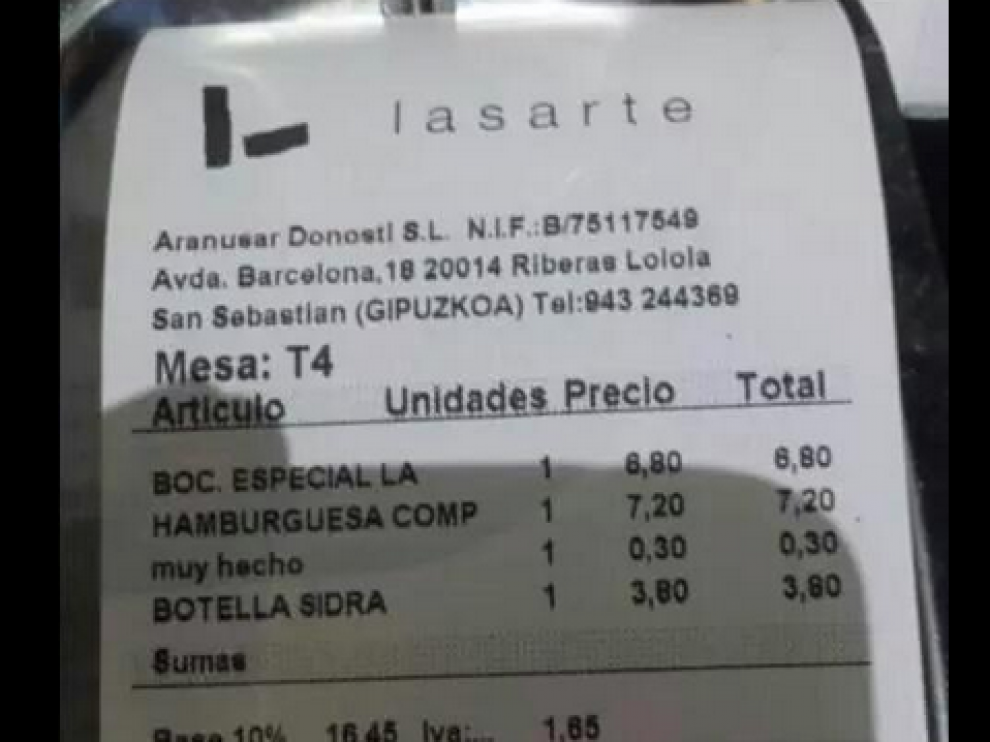 lasarte
Aranusar Donosti S.L. N.I.F.:B/75117549
Avda. Barcelona,18 20014 Riberas Loiola
San Sebastian (GIPUZKOA) Tel:943 244369
Mesa: T4
Articulo Unidades Precio Total
BOC. ESPECIAL LA 1 6,80 6,80
HAMBURGUESA COMP 1 7,20 7,20
muy hecho 1 0,30 0,30
BOTELLA SIDRA 1 3,80 3,80
Sumas
Base 10% 16,45 Iva:... 1,65